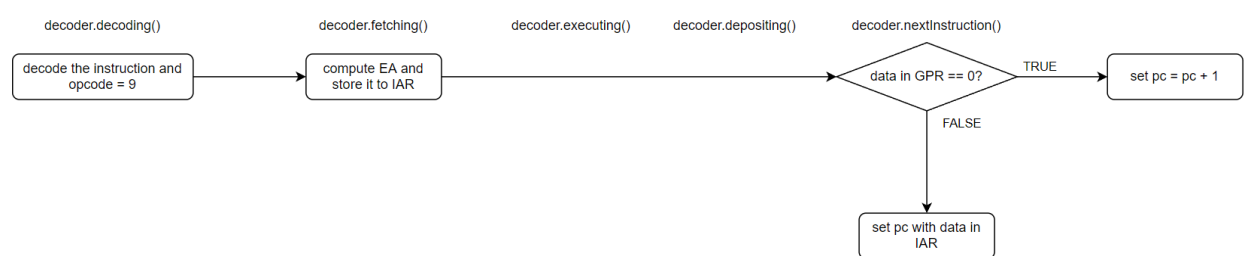 decoder.decoding()
decoder.fetching()
decoder.executing()
decoder.depositing()
decoder.nextInstruction()
decode the instruction and
opcode = 9
compute EA and
store it to IAR
data in GPR == 0?
TRUE
set pc = pc + 1
FALSE
set pc with data in
IAR